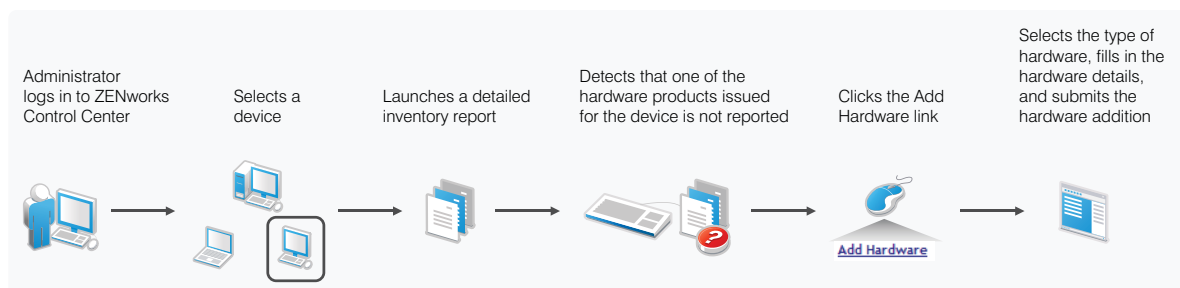 Administrator
logs in to ZENworks
Control Center
Selects a
device
Launches a detailed
inventory report
Detects that one of the
hardware products issued
for the device is not reported
Clicks the Add
Hardware link
Selects the type of
hardware, fills in the
hardware details,
and submits the
hardware addition
?
Add Hardware